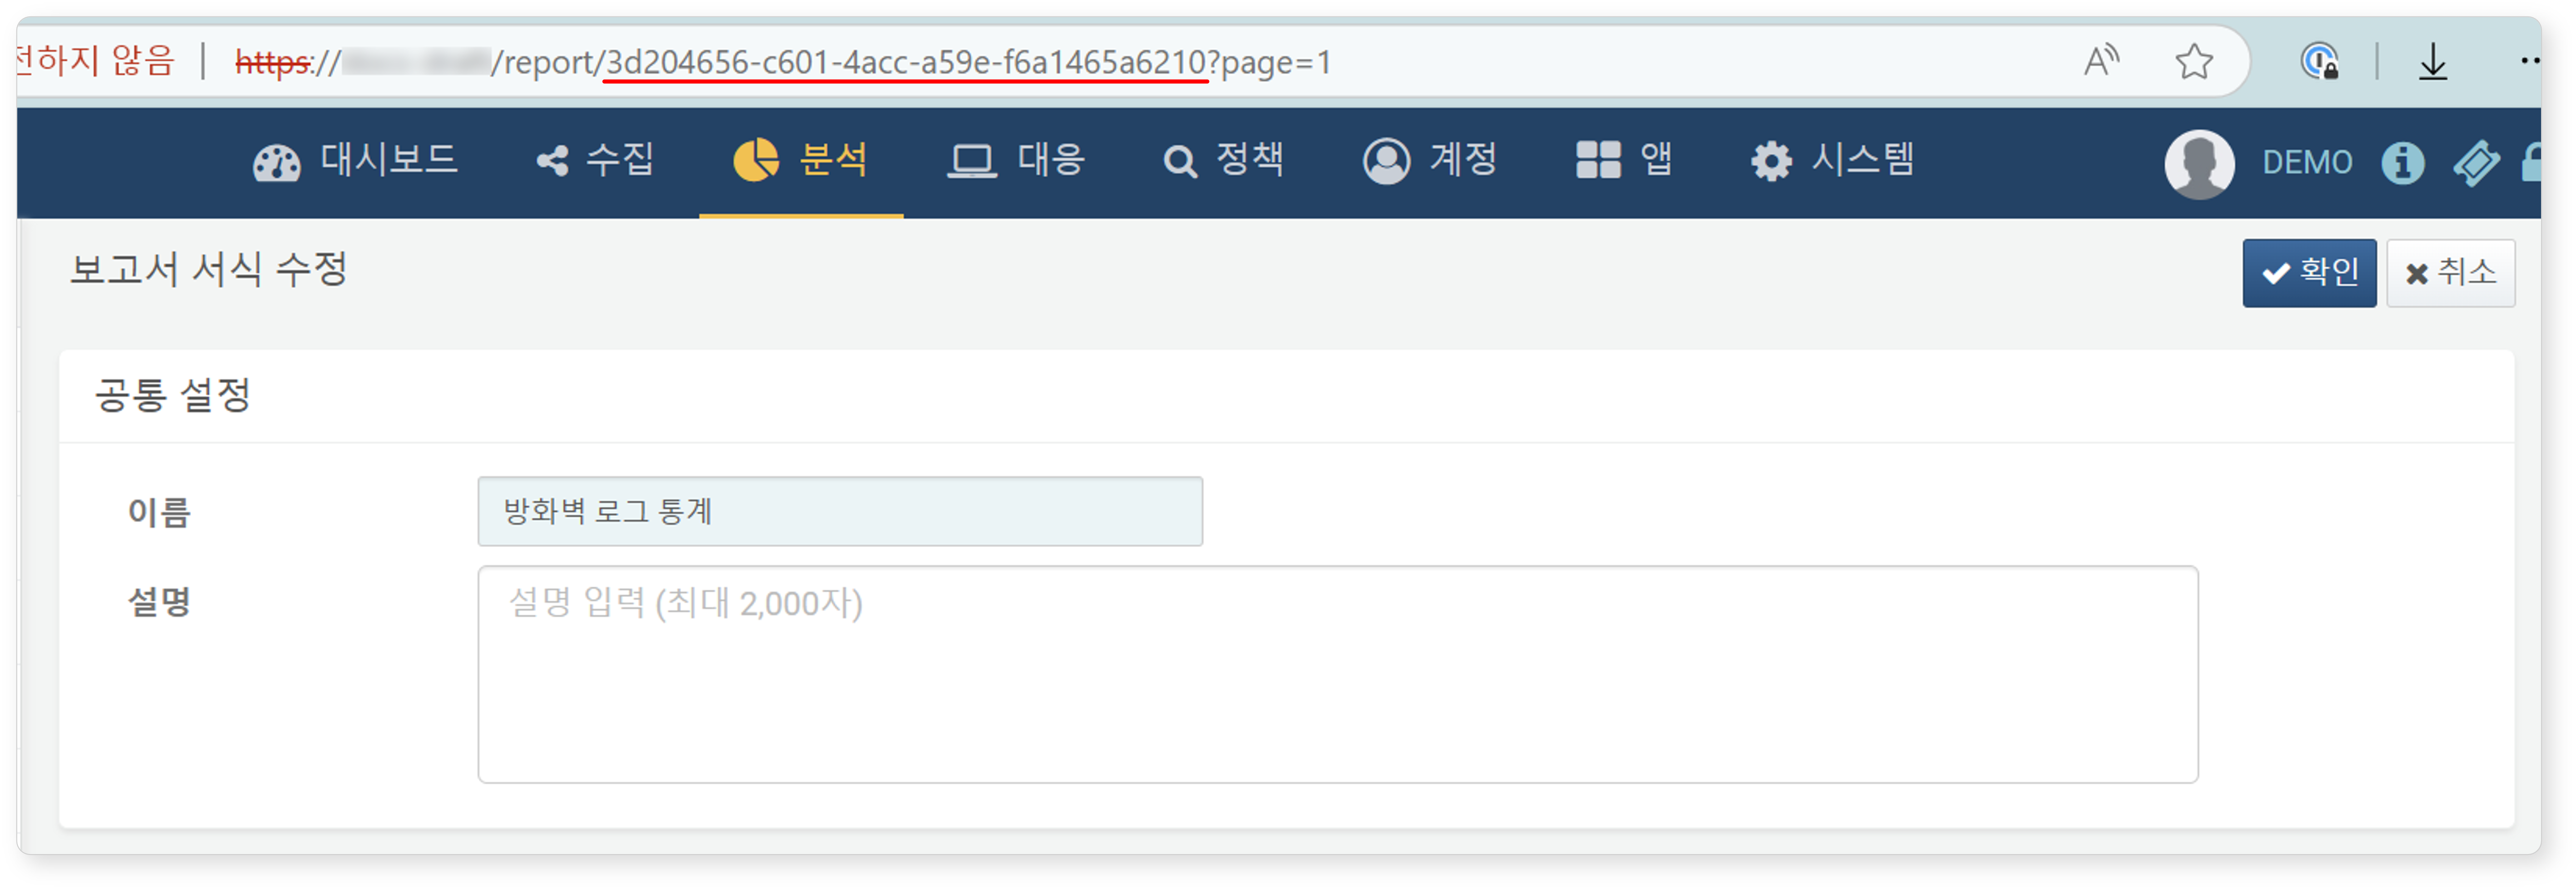 전하지 않음 | https:// /report/3d204656-c601-4acc-a59e-f6a1465a6210?page=1
대시보드 수집 분석 대응 정책 계정 앱 시스템 DEMO
보고서 서식 수정 확인 취소
공통 설정
이름 방화벽 로그 통계
설명 설명 입력 (최대 2,000자)